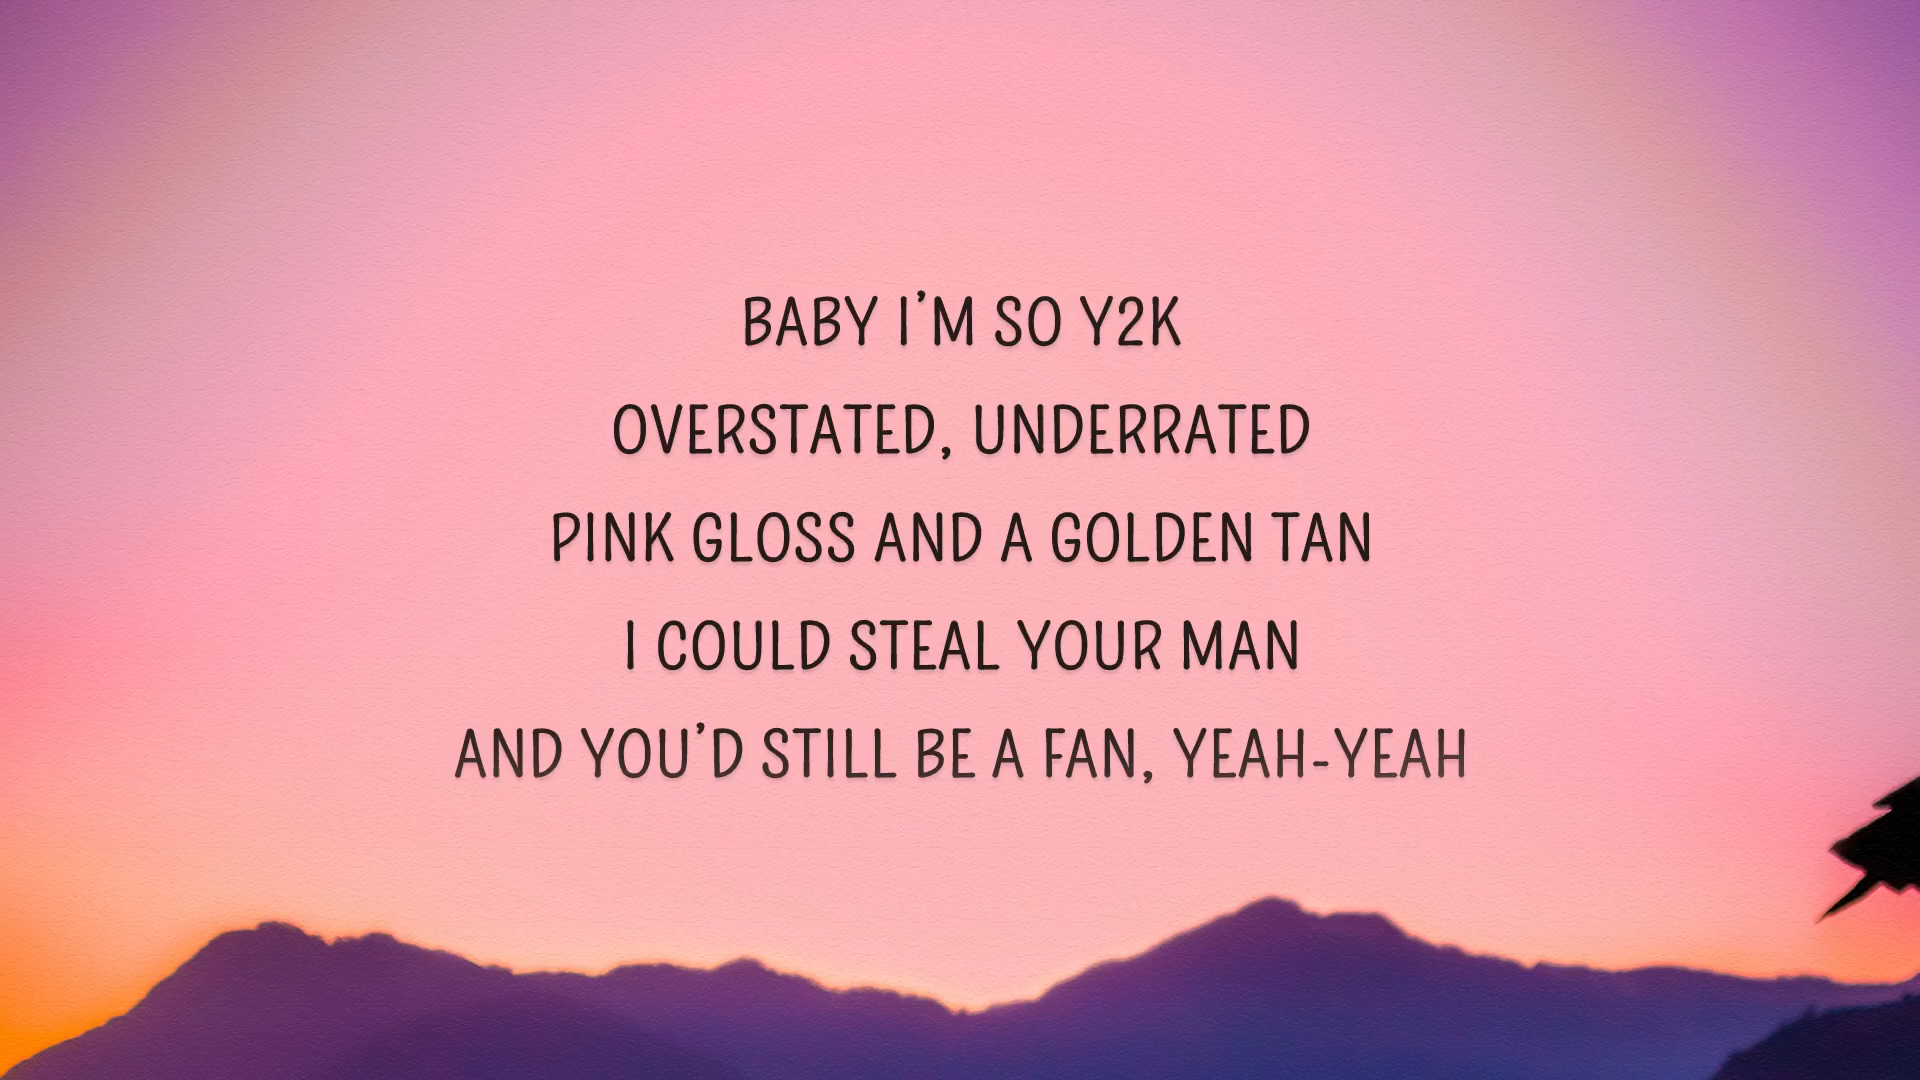 BABY I'M SO Y2K
OVERSTATED, UNDERRATED
PINK GLOSS AND A GOLDEN TAN
I COULD STEAL YOUR MAN
AND YOU'D STILL BE A FAN, YEAH-YEAH